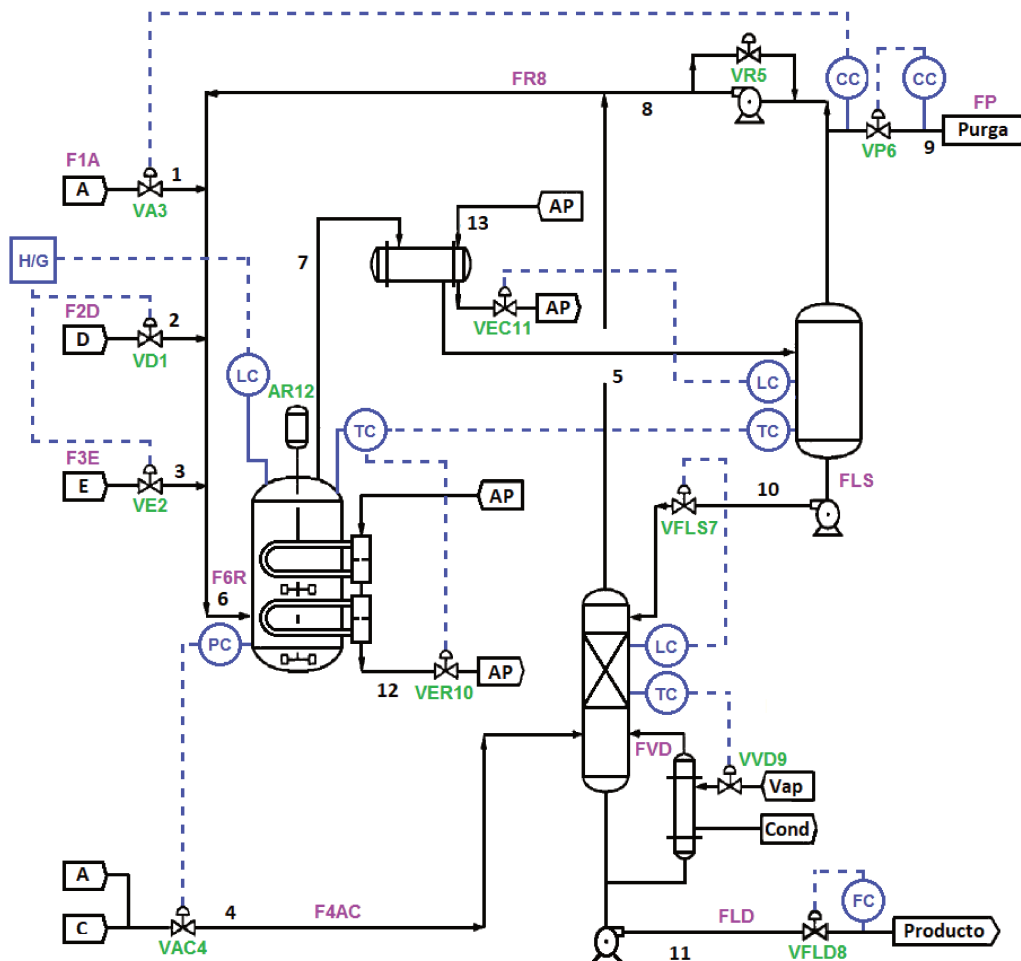 VR5
CC
CC
FR8
FP
8
Purga
VP6
9
F1A
1
A
VA3
AP
13
7
H/G
AP
VEC11
F2D
2
D
VD1
5
LC
LC
AR12
TC
TC
F3E
3
E
VE2
FLS
10
AP
VFLS7
F6R
6
PC
LC
12
VER10
AP
TC
FVD
VVD9
Vap
Cond
A
4
F4AC
C
VAC4
FLD
FC
Producto
11
VFLD8